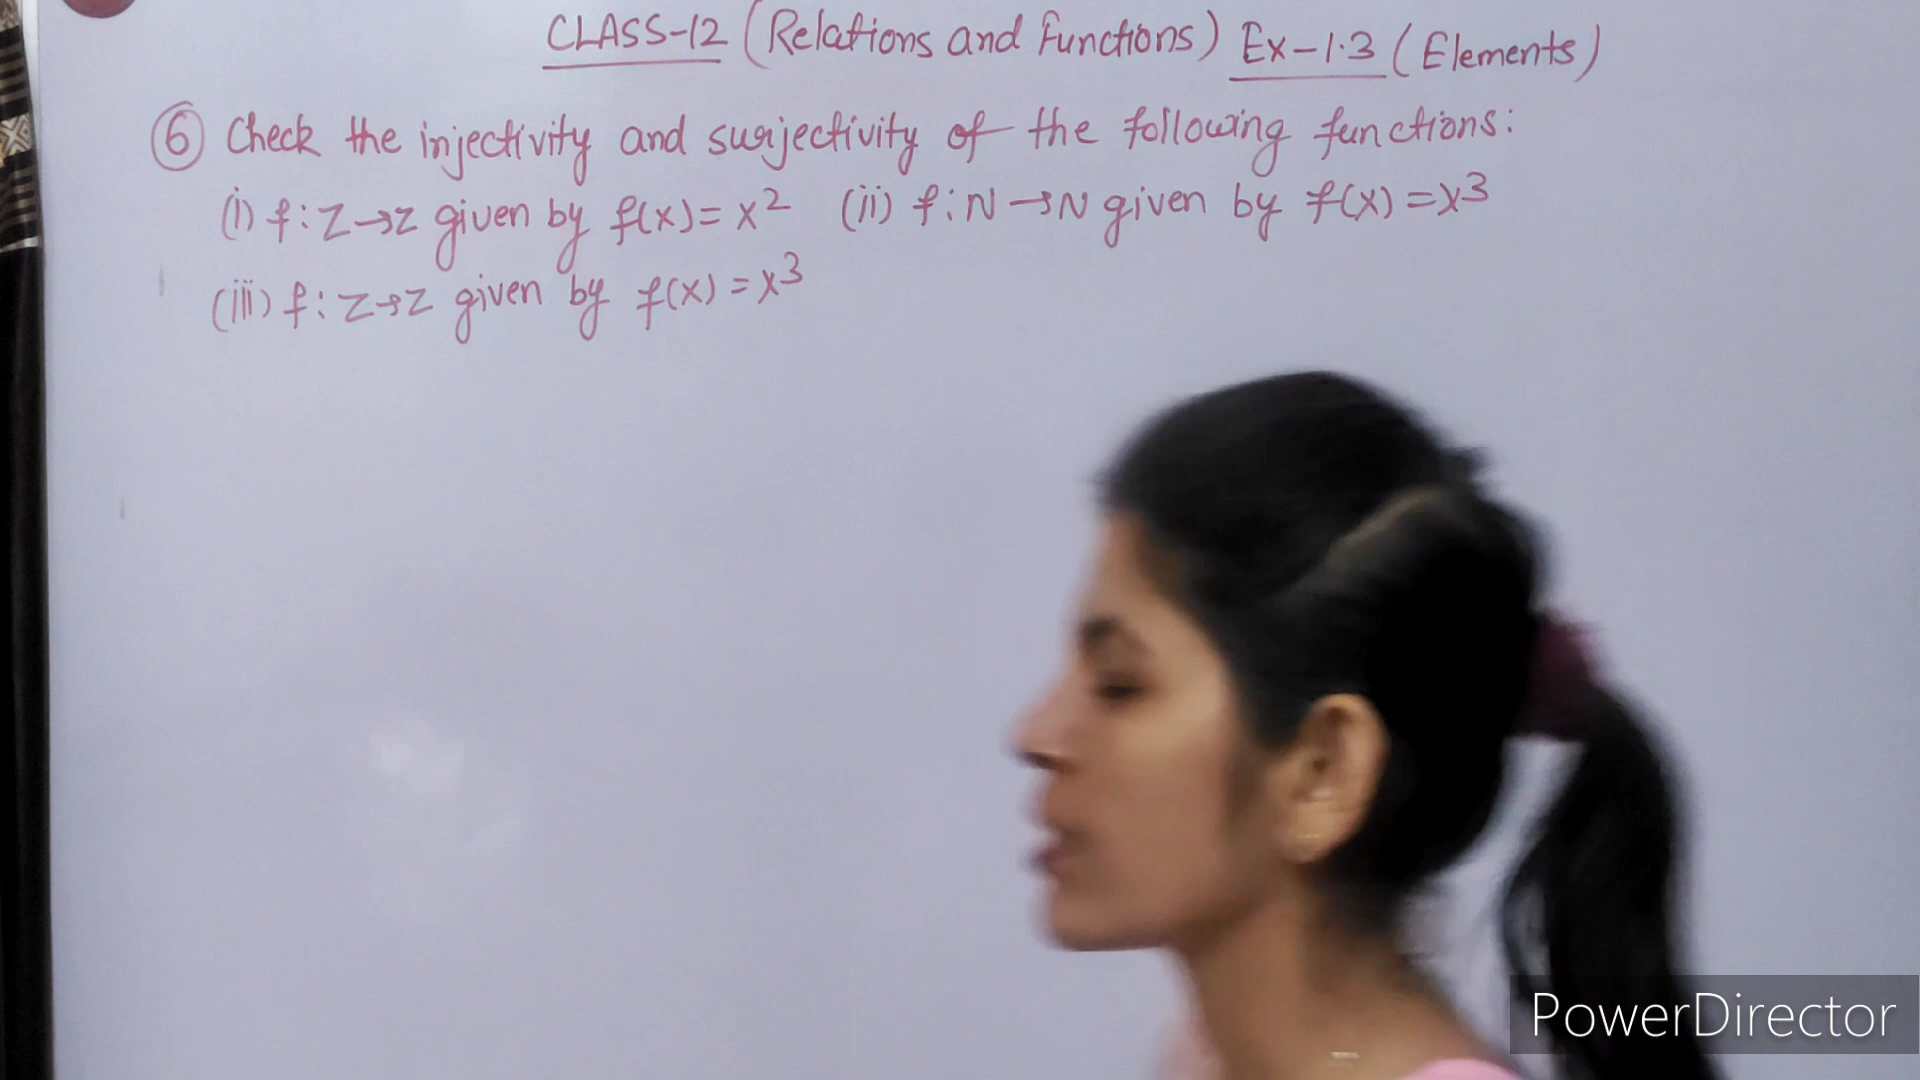 CLASS-12 (Relations and Functions) Ex-1.3 (Elements)
⑥ Check the injectivity and surjectivity of the following functions:
(i) f: Z→Z given by f(x) = x² (ii) f: N→N given by f(x) = x³
(iii) f: Z→Z given by f(x) = x³
PowerDirector